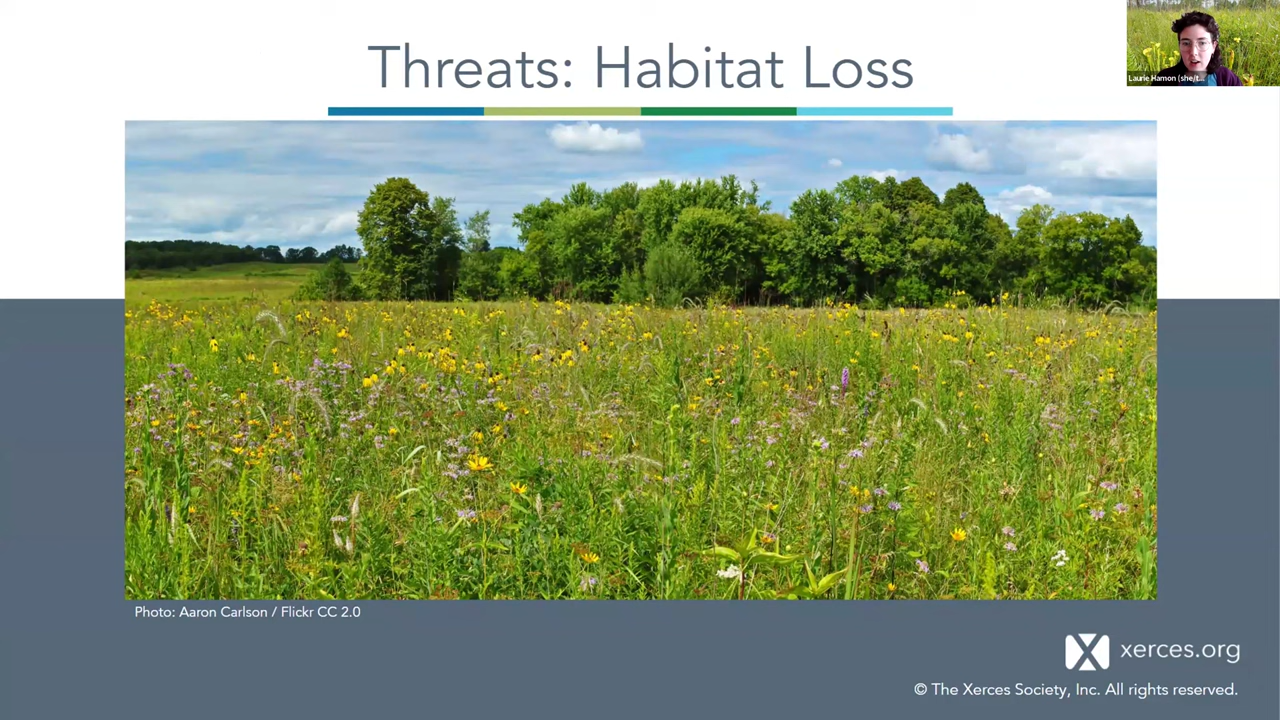 Threats: Habitat Loss
Laurie Hamon (she/t...
Photo: Aaron Carlson / Flickr CC 2.0
xerces.org
© The Xerces Society, Inc. All rights reserved.